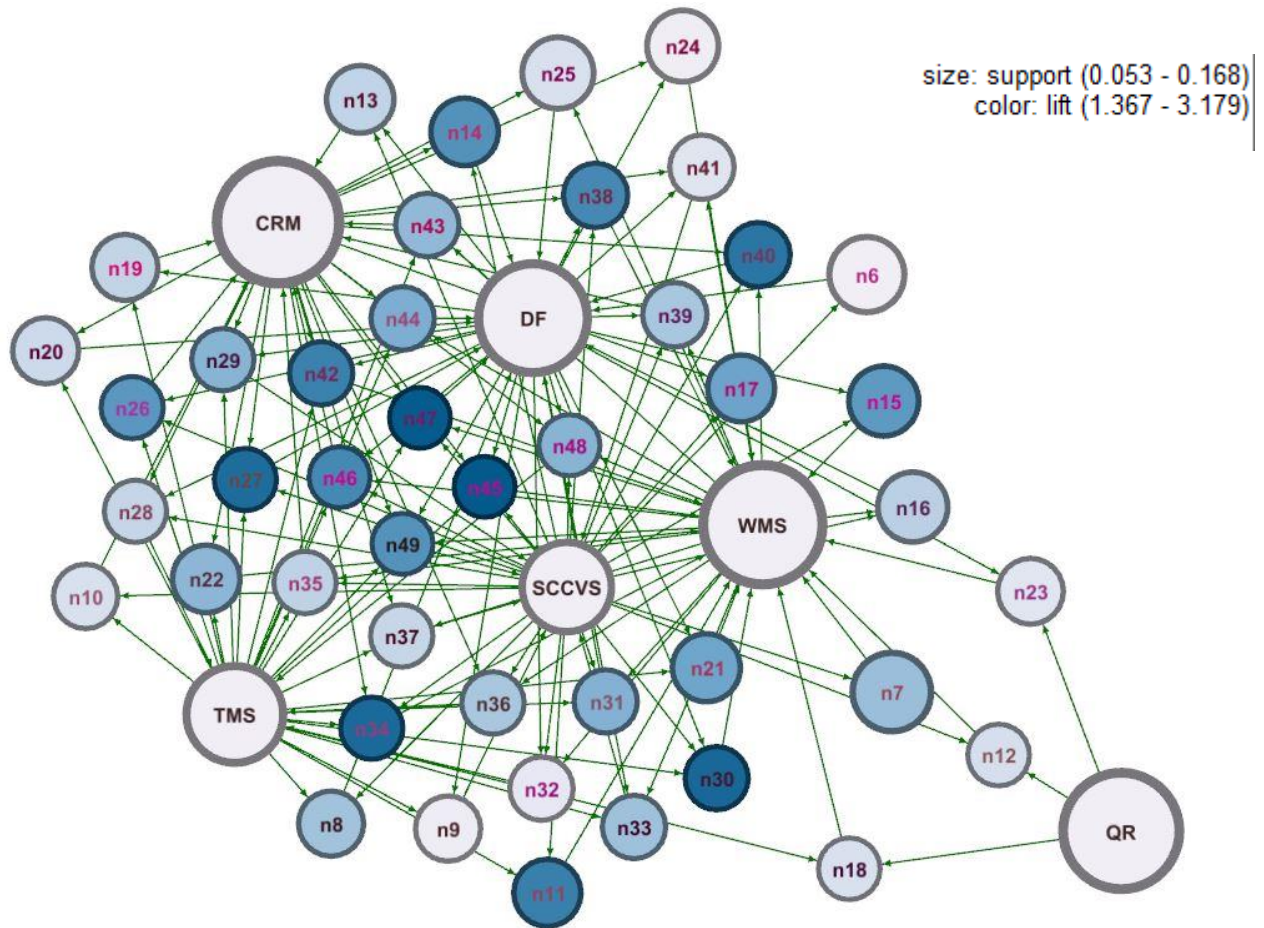 n24
n25
size: support (0.053 - 0.168)
color: lift (1.367 - 3.179)
n13
n14
n41
n38
CRM
n43
n40
n19
n6
DF
n44
n39
n20
n29
n42
n17
n15
n26
n47
n48
n27
n46
n45
n28
n16
WMS
n49
n22
n35
SCCVS
n10
n23
n37
n21
n7
n36
n31
TMS
n34
n12
n30
n32
n8
n9
n33
QR
n18
n11